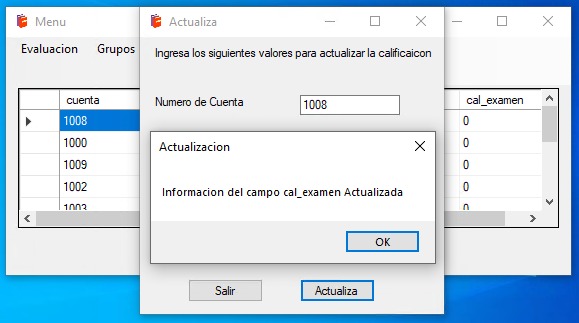 Menu
Actualiza
Evaluacion Grupos
Ingresa los siguientes valores para actualizar la calificaicon
cuenta
cal_examen
Numero de Cuenta
1008
1008
0
1000
0
1009
0
1002
0
1003
Actualizacion
Informacion del campo cal_examen Actualizada
OK
Salir
Actualiza